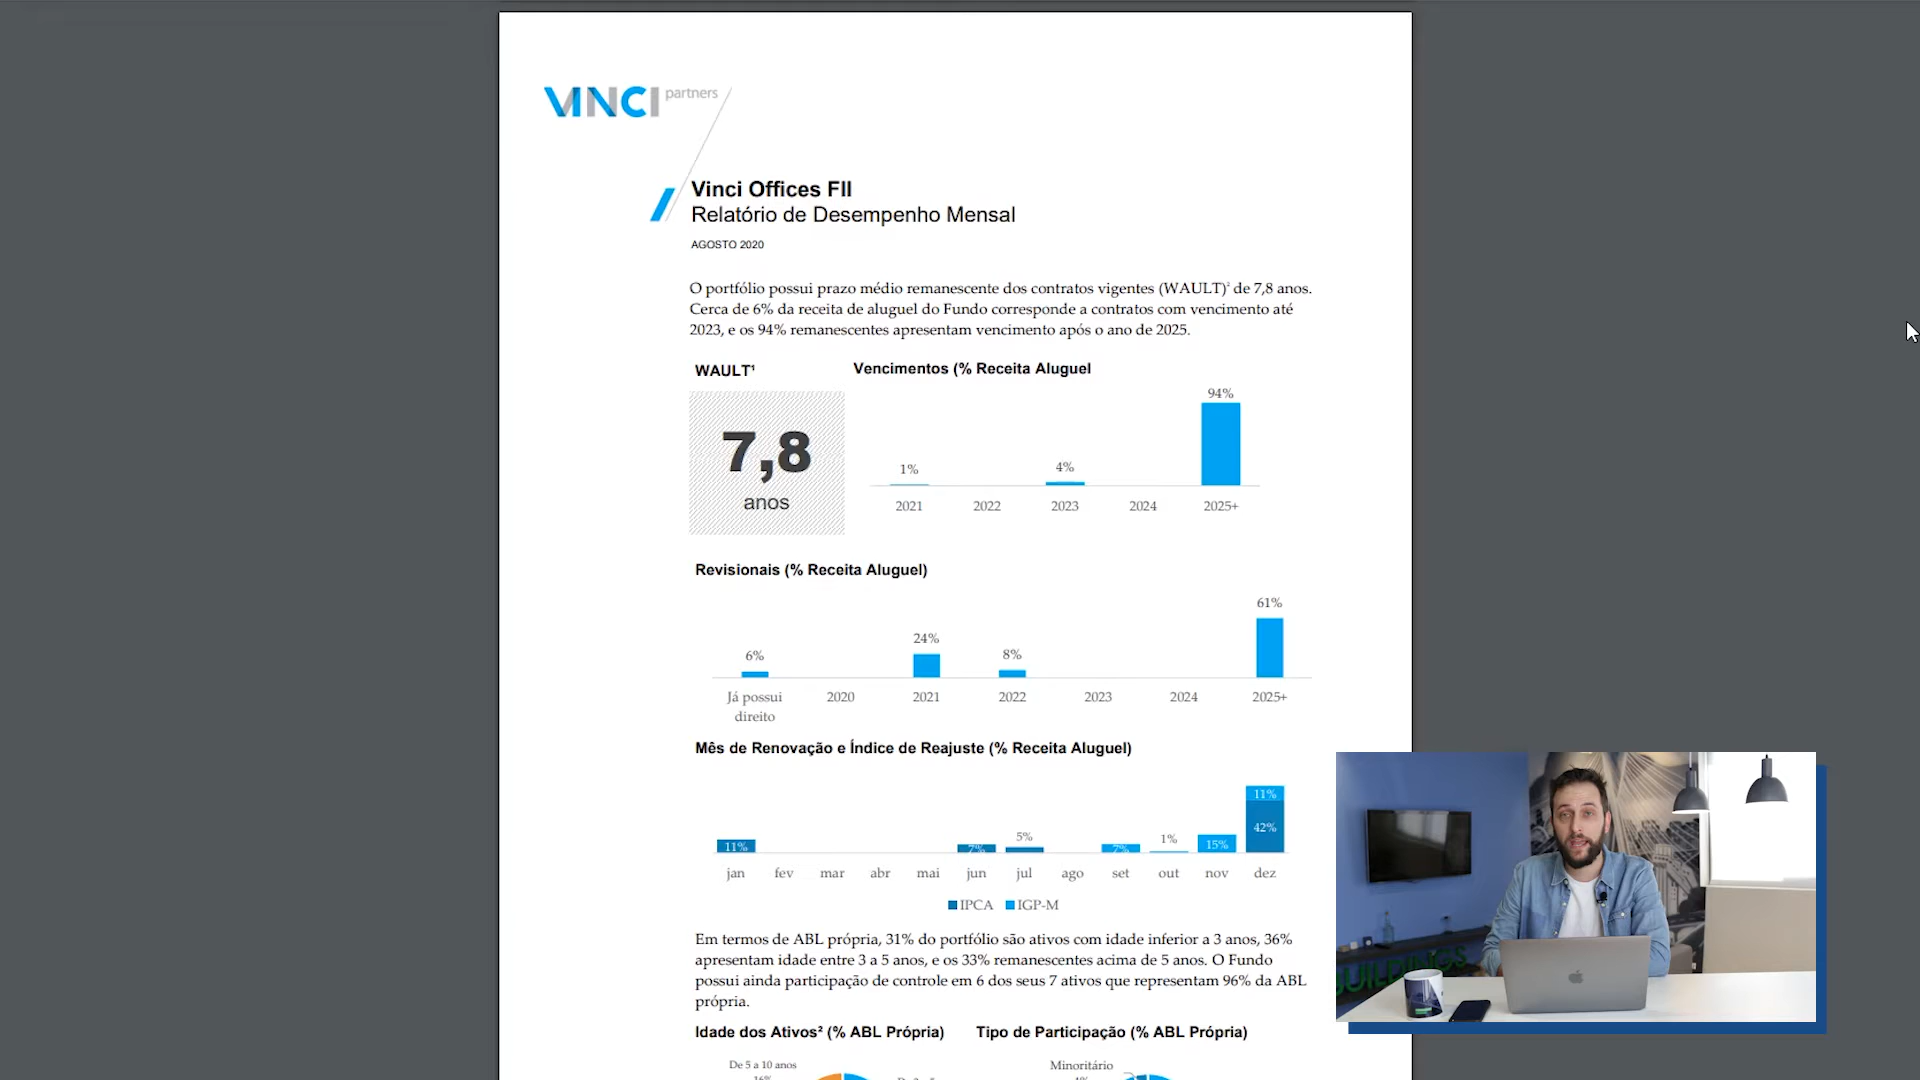 VINCI partners
Vinci Offices FII
Relatório de Desempenho Mensal
AGOSTO 2020
O portfólio possui prazo médio remanescente dos contratos vigentes (WAULT)² de 7,8 anos.
Cerca de 6% da receita de aluguel do Fundo corresponde a contratos com vencimento até
2023, e os 94% remanescentes apresentam vencimento após o ano de 2025.
WAULT¹
Vencimentos (% Receita Aluguel
7,8
anos
94%
1%
4%
2021 2022 2023 2024 2025+
Revisionais (% Receita Aluguel)
61%
24%
6%
8%
Já possui 2020 2021 2022 2023 2024 2025+
direito
Mês de Renovação e Índice de Reajuste (% Receita Aluguel)
11%
42%
11% 7% 5% 7% 1% 15%
jan fev mar abr mai jun jul ago set out nov dez
IPCA IGP-M
Em termos de ABL própria, 31% do portfólio são ativos com idade inferior a 3 anos, 36%
apresentam idade entre 3 a 5 anos, e os 33% remanescentes acima de 5 anos. O Fundo
possui ainda participação de controle em 6 dos seus 7 ativos que representam 96% da ABL
própria.
Idade dos Ativos² (% ABL Própria)
Tipo de Participação (% ABL Própria)
De 5 a 10 anos
16%
Minoritário
BUILDINGS